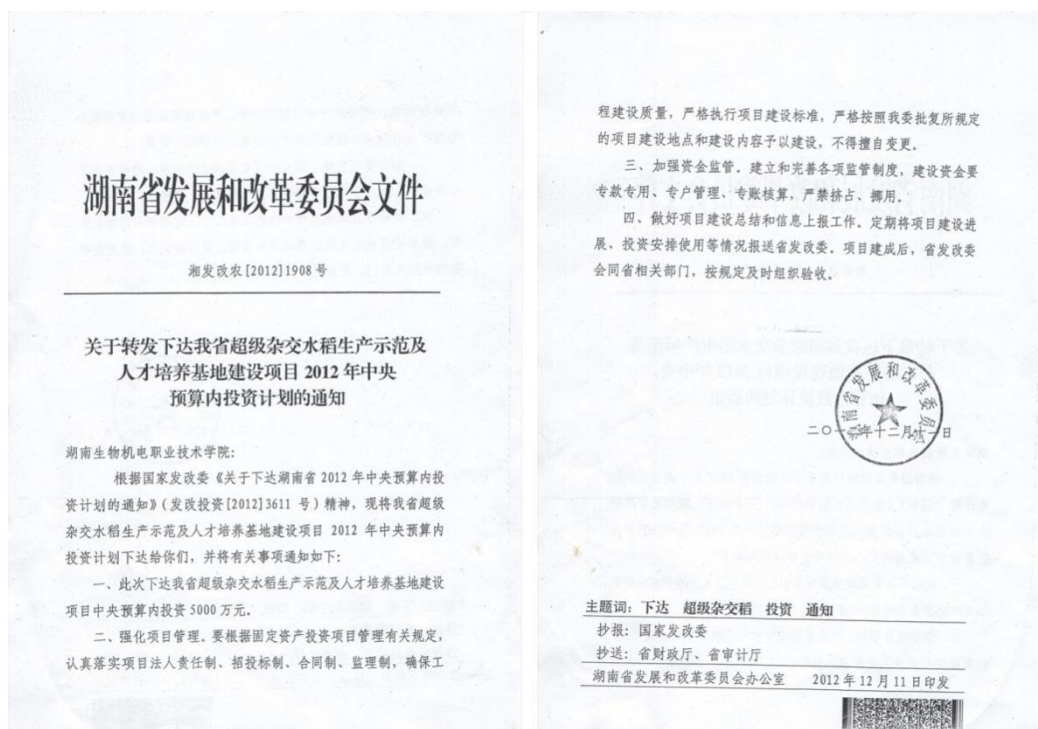 湖南省发展和改革委员会文件
湘发改农[2012]1908号
关于转发下达我省超级杂交水稻生产示范及
人才培养基地建设项目2012年中央
预算内投资计划的通知
湖南生物机电职业技术学院:
根据国家发改委《关于下达湖南省2012年中央预算内投
资计划的通知》(发改投资[2012]3611号)精神，现将我省超级
杂交水稻生产示范及人才培养基地建设项目2012年中央预算内
投资计划下达给你们，并将有关事项通知如下:
一、此次下达我省超级杂交水稻生产示范及人才培养基地建设
项目中央预算内投资5000万元。
二、强化项目管理。要根据固定资产投资项目管理有关规定，
认真落实项目法人责任制、招投标制、合同制、监理制，确保工
程建设质量，严格执行项目建设标准，严格按照我委批复所规定
的项目建设地点和建设内容予以建设，不得擅自变更。
三、加强资金监管。建立和完善各项监管制度，建设资金要
专款专用、专户管理、专账核算，严禁挤占、挪用。
四、做好项目建设总结和信息上报工作。定期将项目建设进
展、投资安排使用等情况报送省发改委。项目建成后，省发改委
会同省相关部门，按规定及时组织验收。
湖南省发展和改革委员会
二〇一二年十二月十一日
主题词：下达 超级杂交稻 投资 通知
抄报：国家发改委
抄送：省财政厅、省审计厅
湖南省发展和改革委员会办公室 2012年12月11日印发